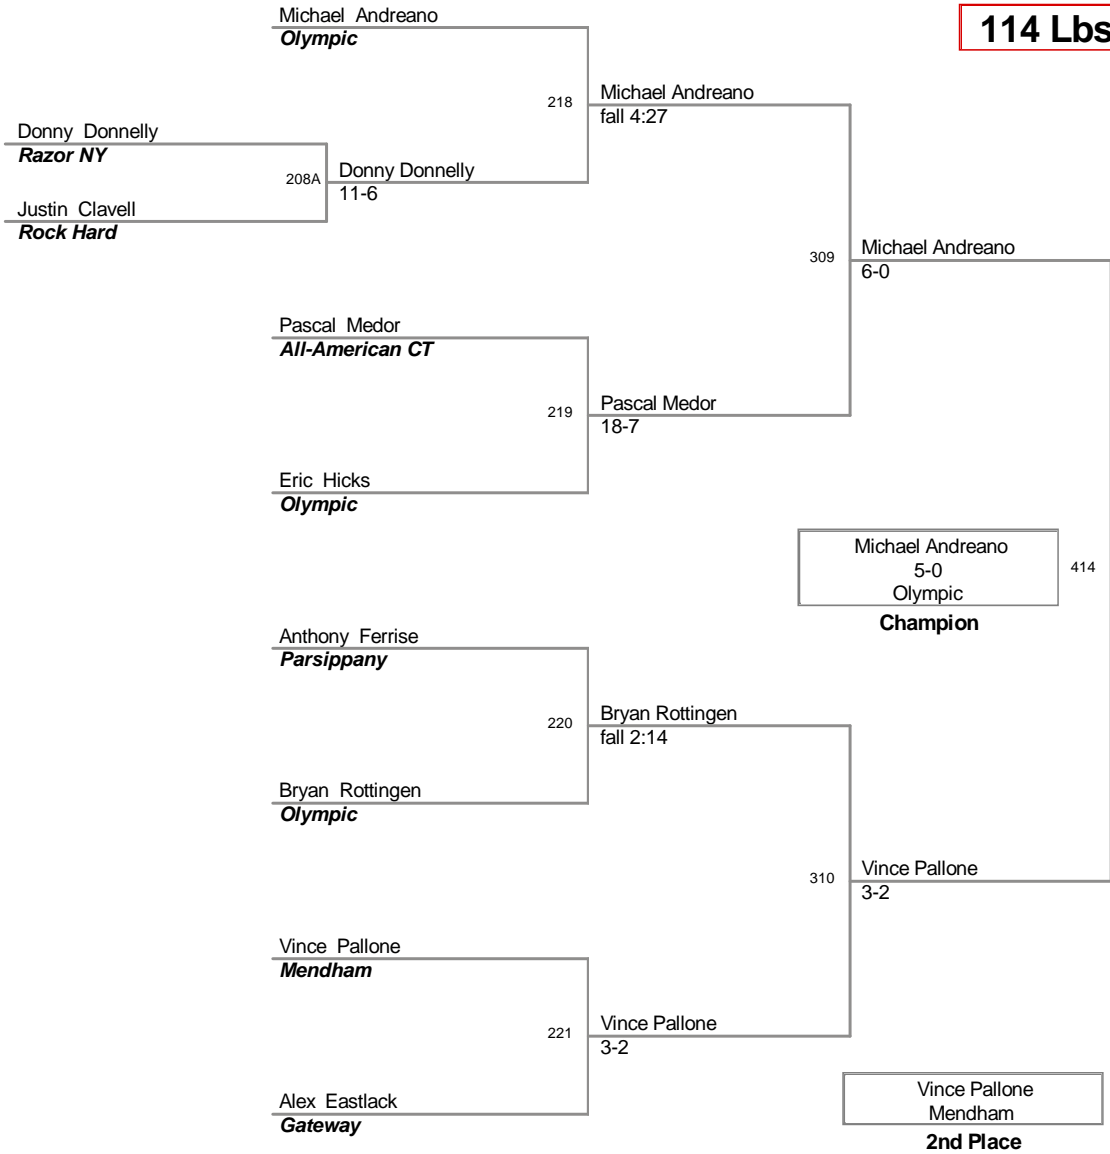 114 Lbs
Michael Andreano
Olympic
218
Michael Andreano
fall 4:27
Donny Donnelly
Razor NY
208A
Donny Donnelly
11-6
Justin Clavell
Rock Hard
309
Michael Andreano
6-0
Pascal Medor
All-American CT
219
Pascal Medor
18-7
Eric Hicks
Olympic
Michael Andreano
5-0
Olympic
414
Champion
Anthony Ferrise
Parsippany
220
Bryan Rottingen
fall 2:14
Bryan Rottingen
Olympic
310
Vince Pallone
3-2
Vince Pallone
Mendham
221
Vince Pallone
3-2
Alex Eastlack
Gateway
Vince Pallone
Mendham
2nd Place